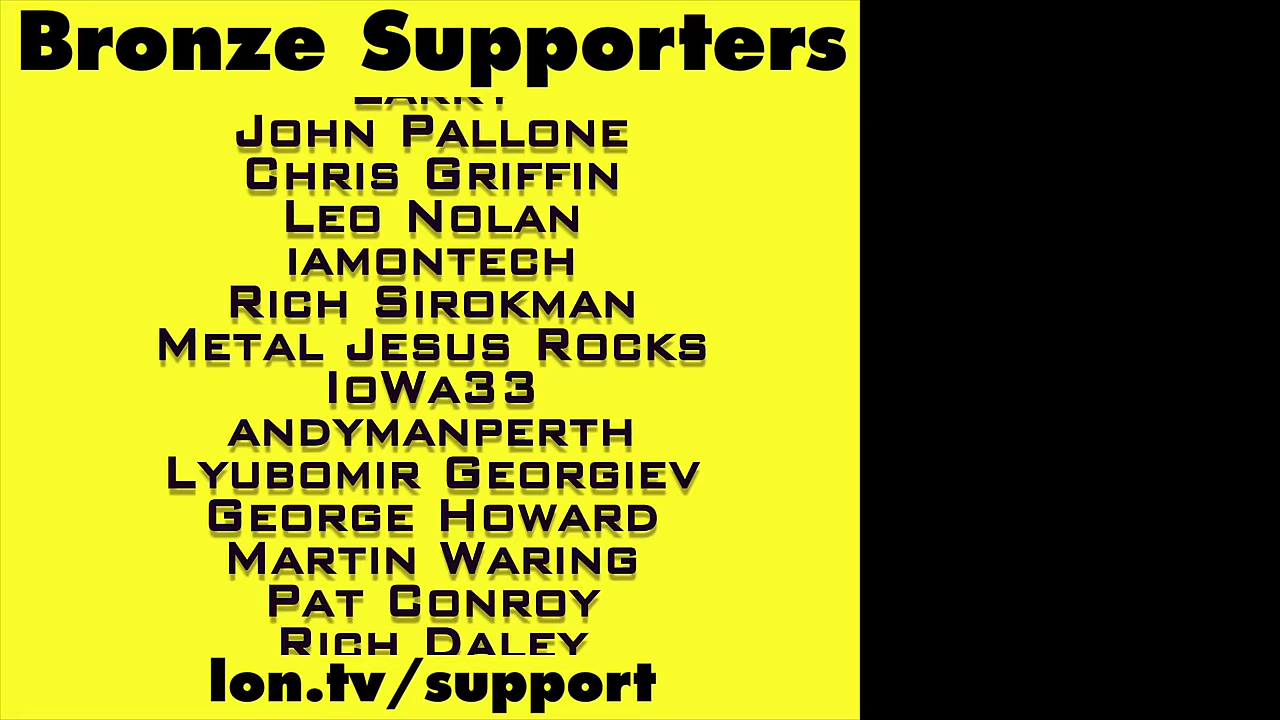 Bronze Supporters
Larry
John Pallone
Chris Griffin
Leo Nolan
iamontech
Rich Sirokman
Metal Jesus Rocks
IoWa33
andymanperth
Lyubomir Georgiev
George Howard
Martin Waring
Pat Conroy
Rich Daley
lon.tv/support